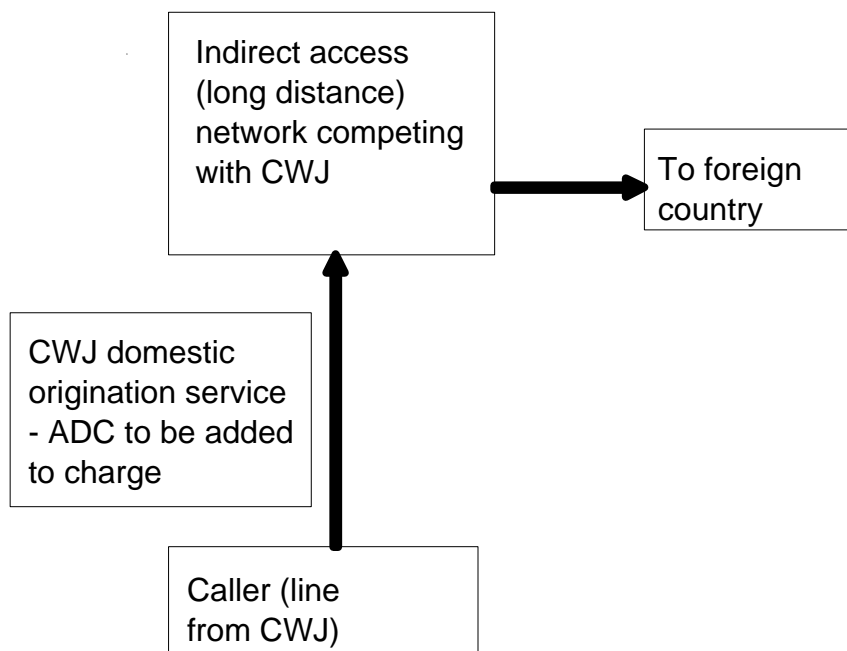 Indirect access
(long distance)
network competing
with CWJ
To foreign
country
CWJ domestic
origination service
- ADC to be added
to charge
Caller (line
from CWJ)